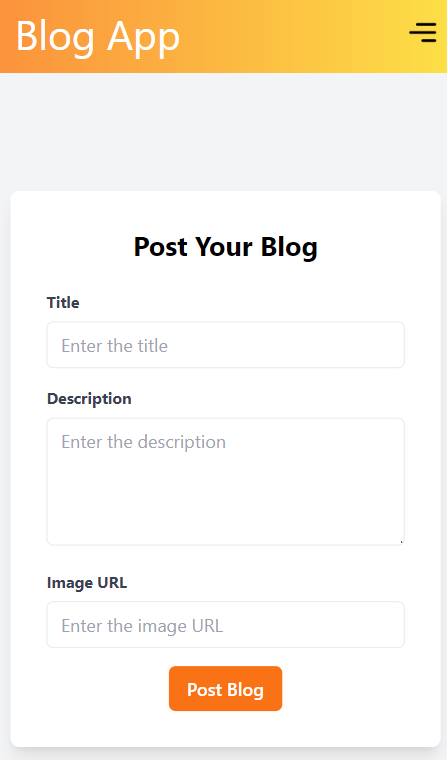 Blog App
Post Your Blog
Title
Enter the title
Description
Enter the description
Image URL
Enter the image URL
Post Blog